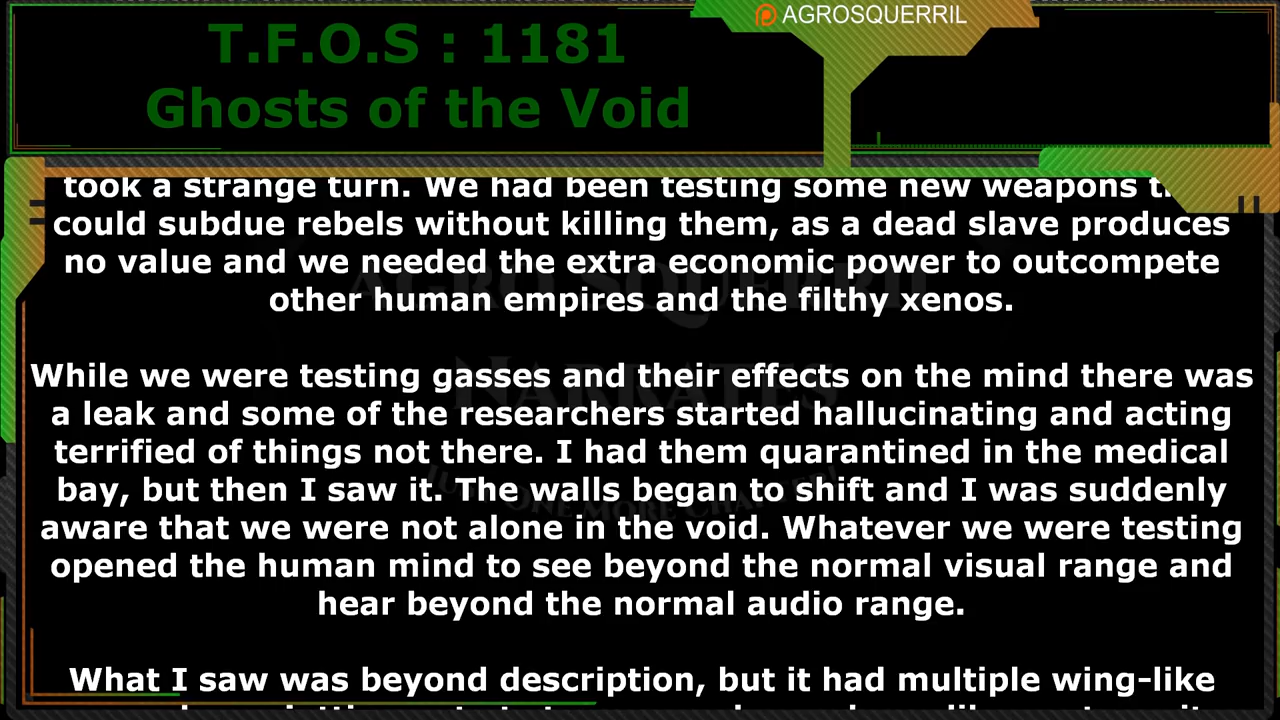 AGROSQUERRIL
T.F.O.S : 1181
Ghosts of the Void
took a strange turn. We had been testing some new weapons
could subdue rebels without killing them, as a dead slave produces
no value and we needed the extra economic power to outcompete
other human empires and the filthy xenos.
While we were testing gasses and their effects on the mind there was
a leak and some of the researchers started hallucinating and acting
terrified of things not there. I had them quarantined in the medical
bay, but then I saw it. The walls began to shift and I was suddenly
aware that we were not alone in the void. Whatever we were testing
opened the human mind to see beyond the normal visual range and
hear beyond the normal audio range.
What I saw was beyond description, but it had multiple wing-like